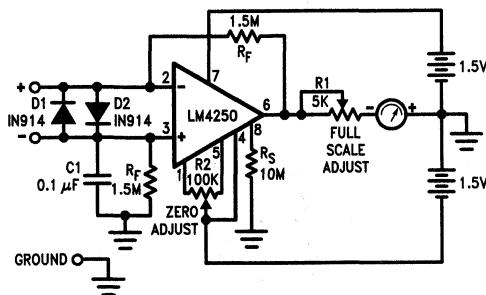 1.5M
R_F
7
1.5V
+
2
-
D1
D2
IN914
IN914
LM4250
6
R1
5K
-
+
-
3
+
8
FULL
SCALE
ADJUST
C1
0.1 µF
R_F
1.5M
1
R2
100K
5
4
R_S
10M
1.5V
ZERO
ADJUST
GROUND